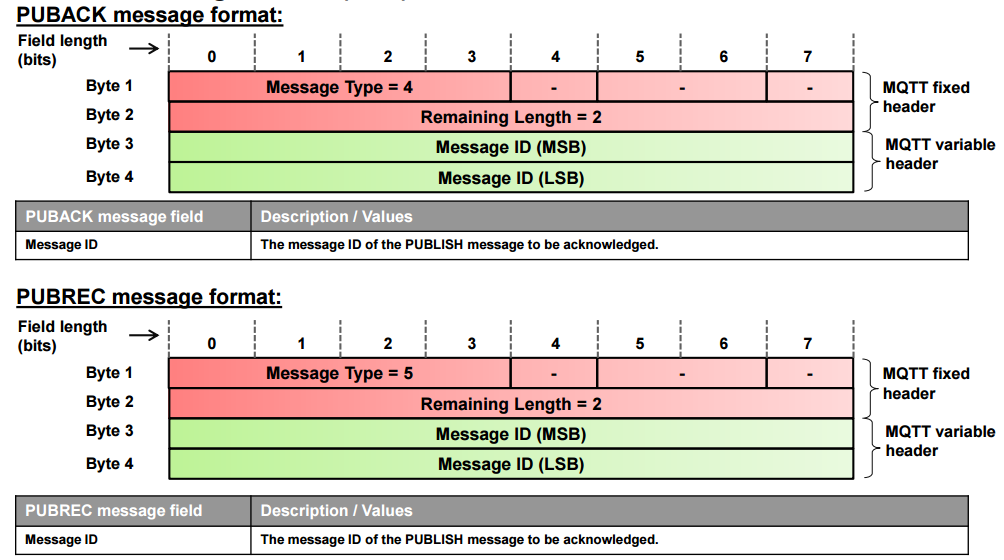 PUBACK message format:
Field length
(bits)
0 1 2 3 4 5 6 7
Byte 1 Message Type = 4 - - -
Byte 2 Remaining Length = 2
MQTT fixed
header
Byte 3 Message ID (MSB)
Byte 4 Message ID (LSB)
MQTT variable
header
PUBACK message field Description / Values
Message ID The message ID of the PUBLISH message to be acknowledged.
PUBREC message format:
Field length
(bits)
0 1 2 3 4 5 6 7
Byte 1 Message Type = 5 - - -
Byte 2 Remaining Length = 2
MQTT fixed
header
Byte 3 Message ID (MSB)
Byte 4 Message ID (LSB)
MQTT variable
header
PUBREC message field Description / Values
Message ID The message ID of the PUBLISH message to be acknowledged.